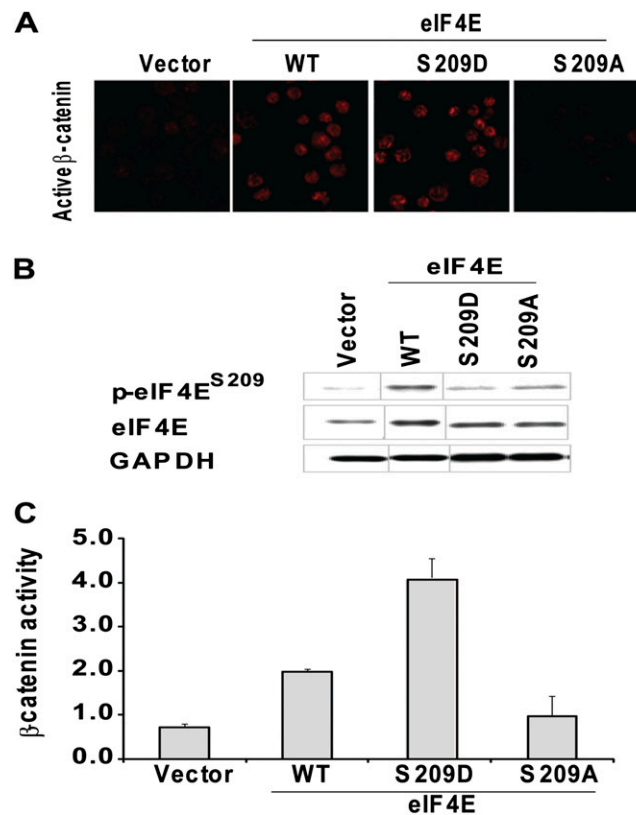 A
eIF4E
Vector WT S209D S209A
Active β-catenin
B
eIF4E
Vector WT S209D S209A
p-eIF4E^S209
eIF4E
GAPDH
C
β-catenin activity
5.0
4.0
3.0
2.0
1.0
0.0
Vector WT S209D S209A
eIF4E